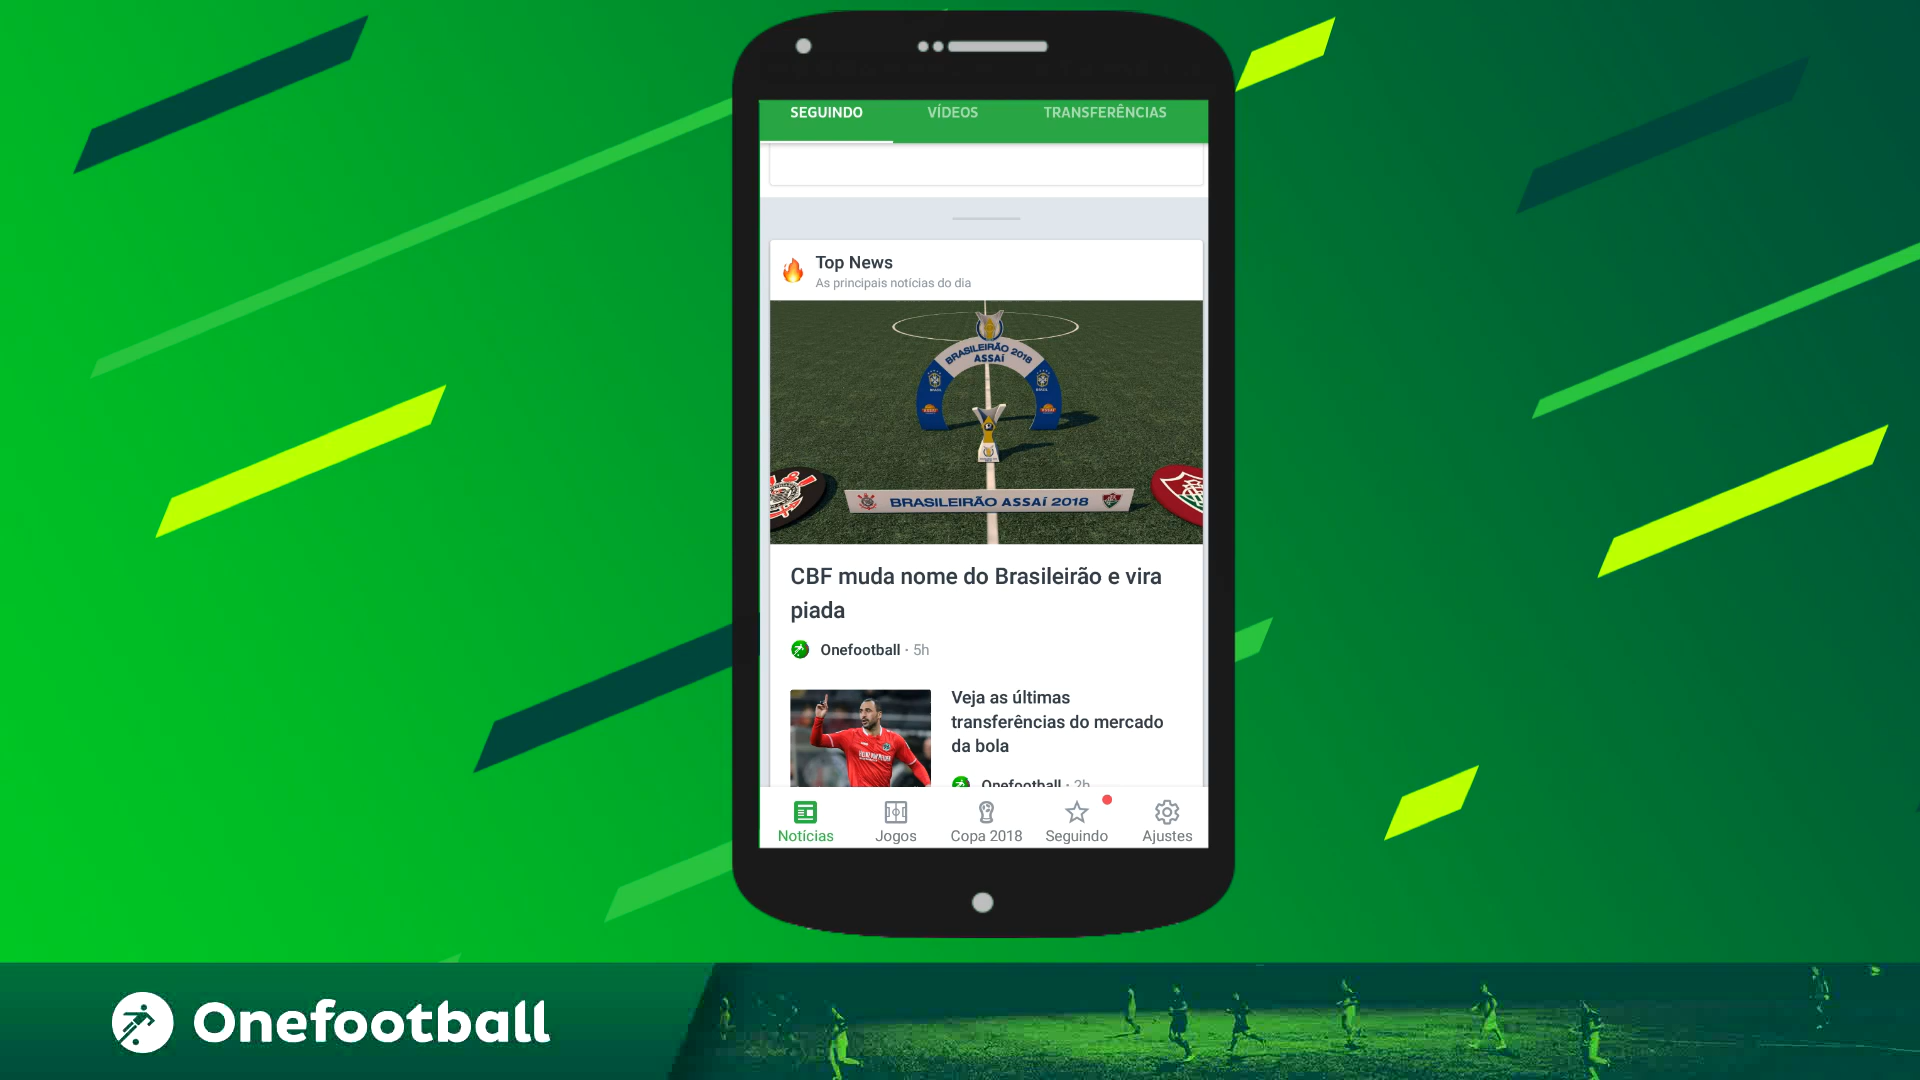 SEGUINDO VÍDEOS TRANSFERÊNCIAS
Top News
As principais notícias do dia
BRASILEIRÃO 2018
ASSAÍ
BRASIL
BRASIL
BRASILEIRÃO ASSAÍ 2018
CBF muda nome do Brasileirão e vira
piada
Onefootball · 5h
Veja as últimas
transferências do mercado
da bola
Onefootball · 2h
Notícias Jogos Copa 2018 Seguindo Ajustes
Onefootball